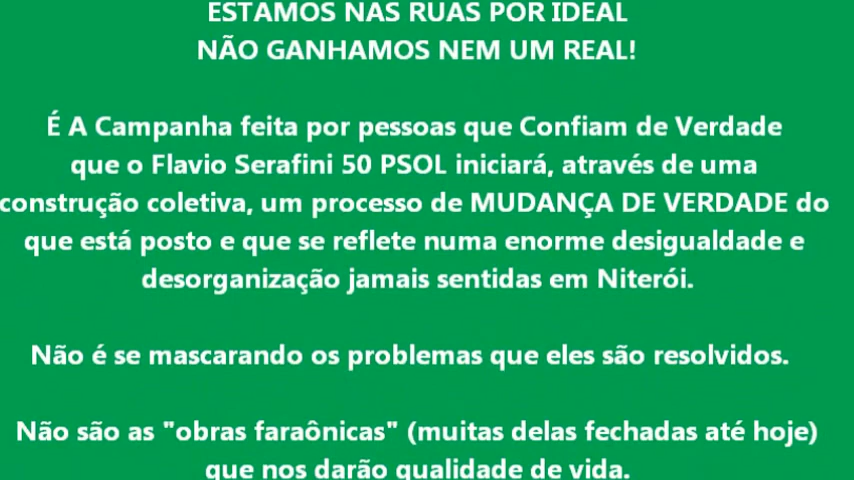 ESTAMOS NAS RUAS POR IDEAL
NÃO GANHAMOS NEM UM REAL!
É A Campanha feita por pessoas que Confiam de Verdade
que o Flavio Serafini 50 PSOL iniciará, através de uma
construção coletiva, um processo de MUDANÇA DE VERDADE do
que está posto e que se reflete numa enorme desigualdade e
desorganização jamais sentidas em Niterói.
Não é se mascarando os problemas que eles são resolvidos.
Não são as "obras faraônicas" (muitas delas fechadas até hoje)
que nos darão qualidade de vida.